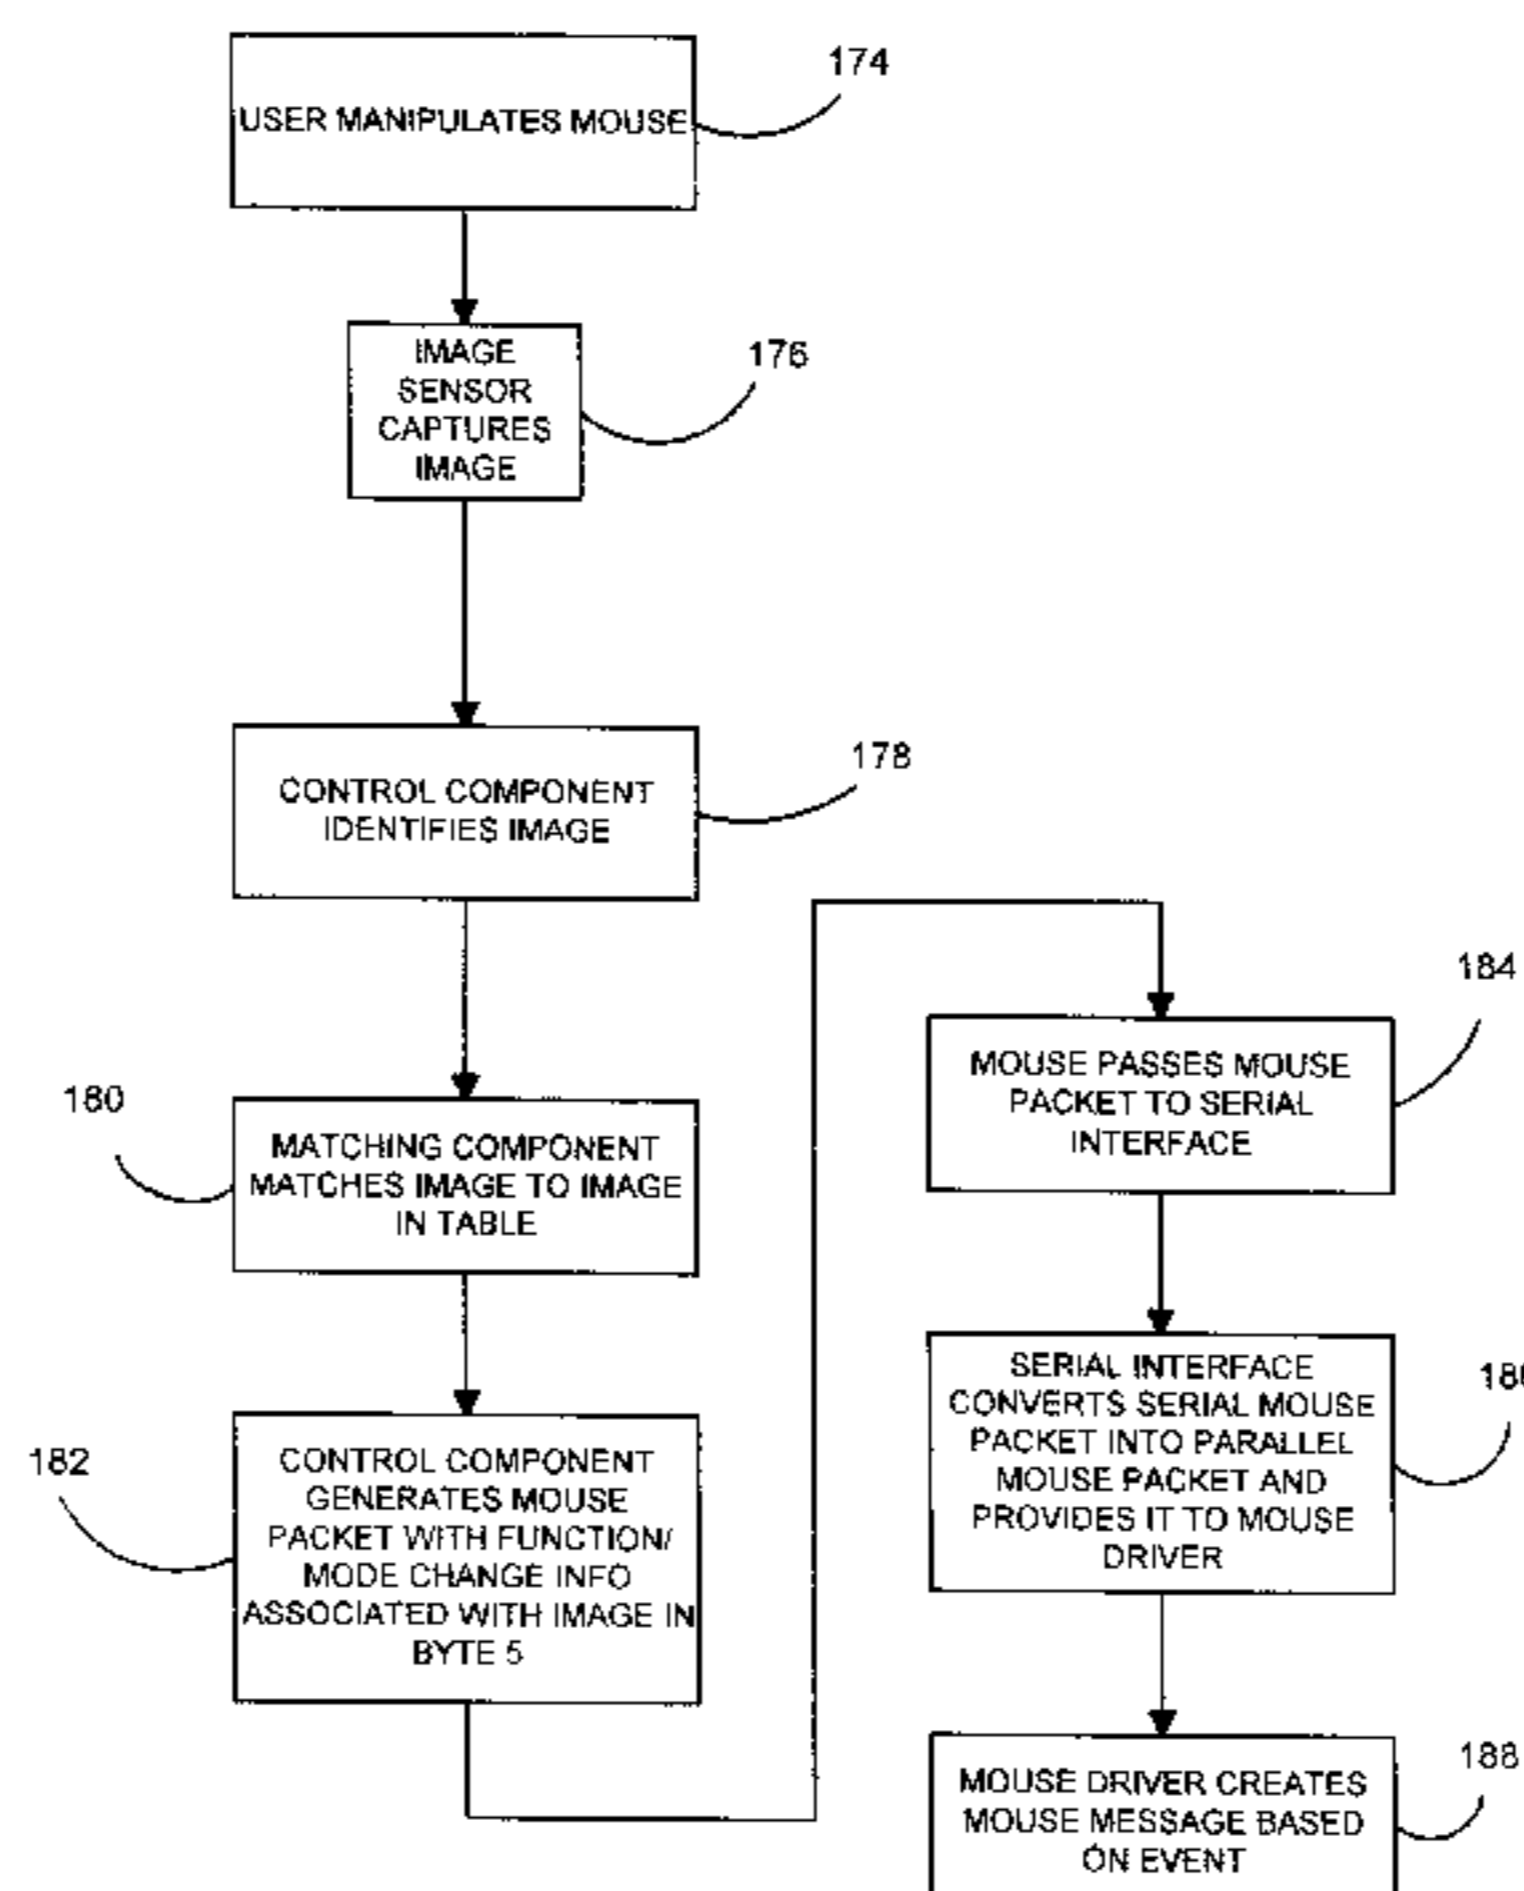 174
USER MANIPULATES MOUSE
IMAGE
SENSOR
CAPTURES
IMAGE
176
178
CONTROL COMPONENT
IDENTIFIES IMAGE
180
MATCHING COMPONENT
MATCHES IMAGE TO IMAGE
IN TABLE
182
CONTROL COMPONENT
GENERATES MOUSE
PACKET WITH FUNCTION/
MODE CHANGE INFO
ASSOCIATED WITH IMAGE IN
BYTE 5
184
MOUSE PASSES MOUSE
PACKET TO SERIAL
INTERFACE
SERIAL INTERFACE
CONVERTS SERIAL MOUSE
PACKET INTO PARALLEL
MOUSE PACKET AND
PROVIDES IT TO MOUSE
DRIVER
188
MOUSE DRIVER CREATES
MOUSE MESSAGE BASED
ON EVENT